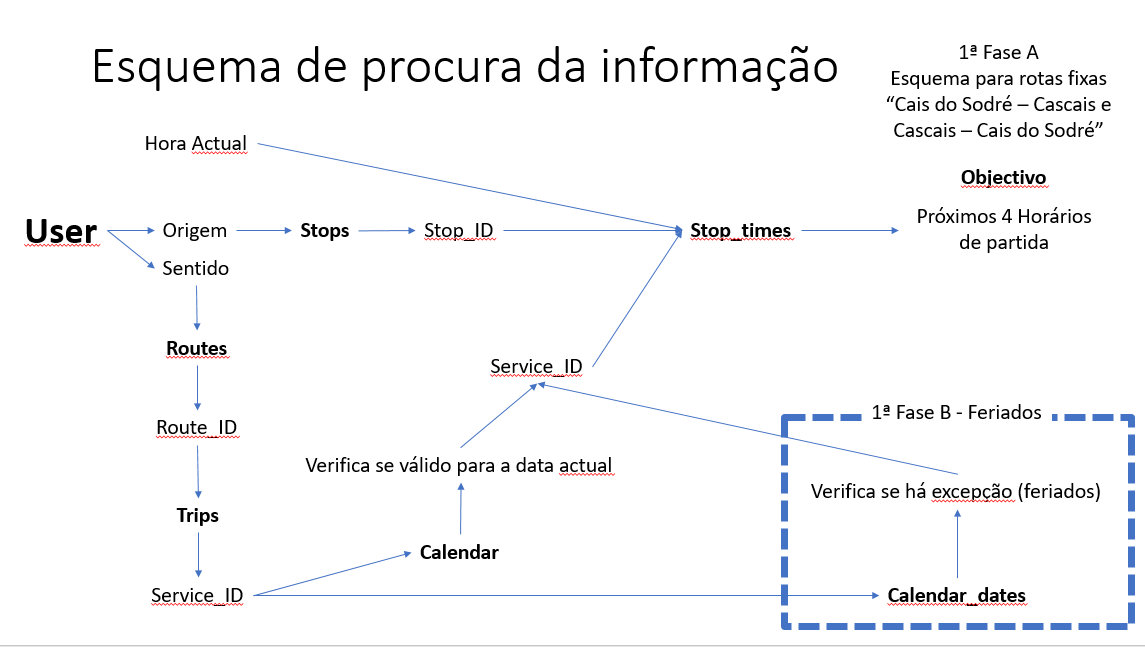 Esquema de procura da informação
1ª Fase A
Esquema para rotas fixas
“Cais do Sodré – Cascais e
Cascais – Cais do Sodré”
Hora Actual
Objectivo
User
Origem
Stops
Stop_ID
Stop_times
Próximos 4 Horários
de partida
Sentido
Routes
Service_ID
1ª Fase B - Feriados
Route_ID
Verifica se válido para a data actual
Verifica se há excepção (feriados)
Trips
Calendar
Service_ID
Calendar_dates